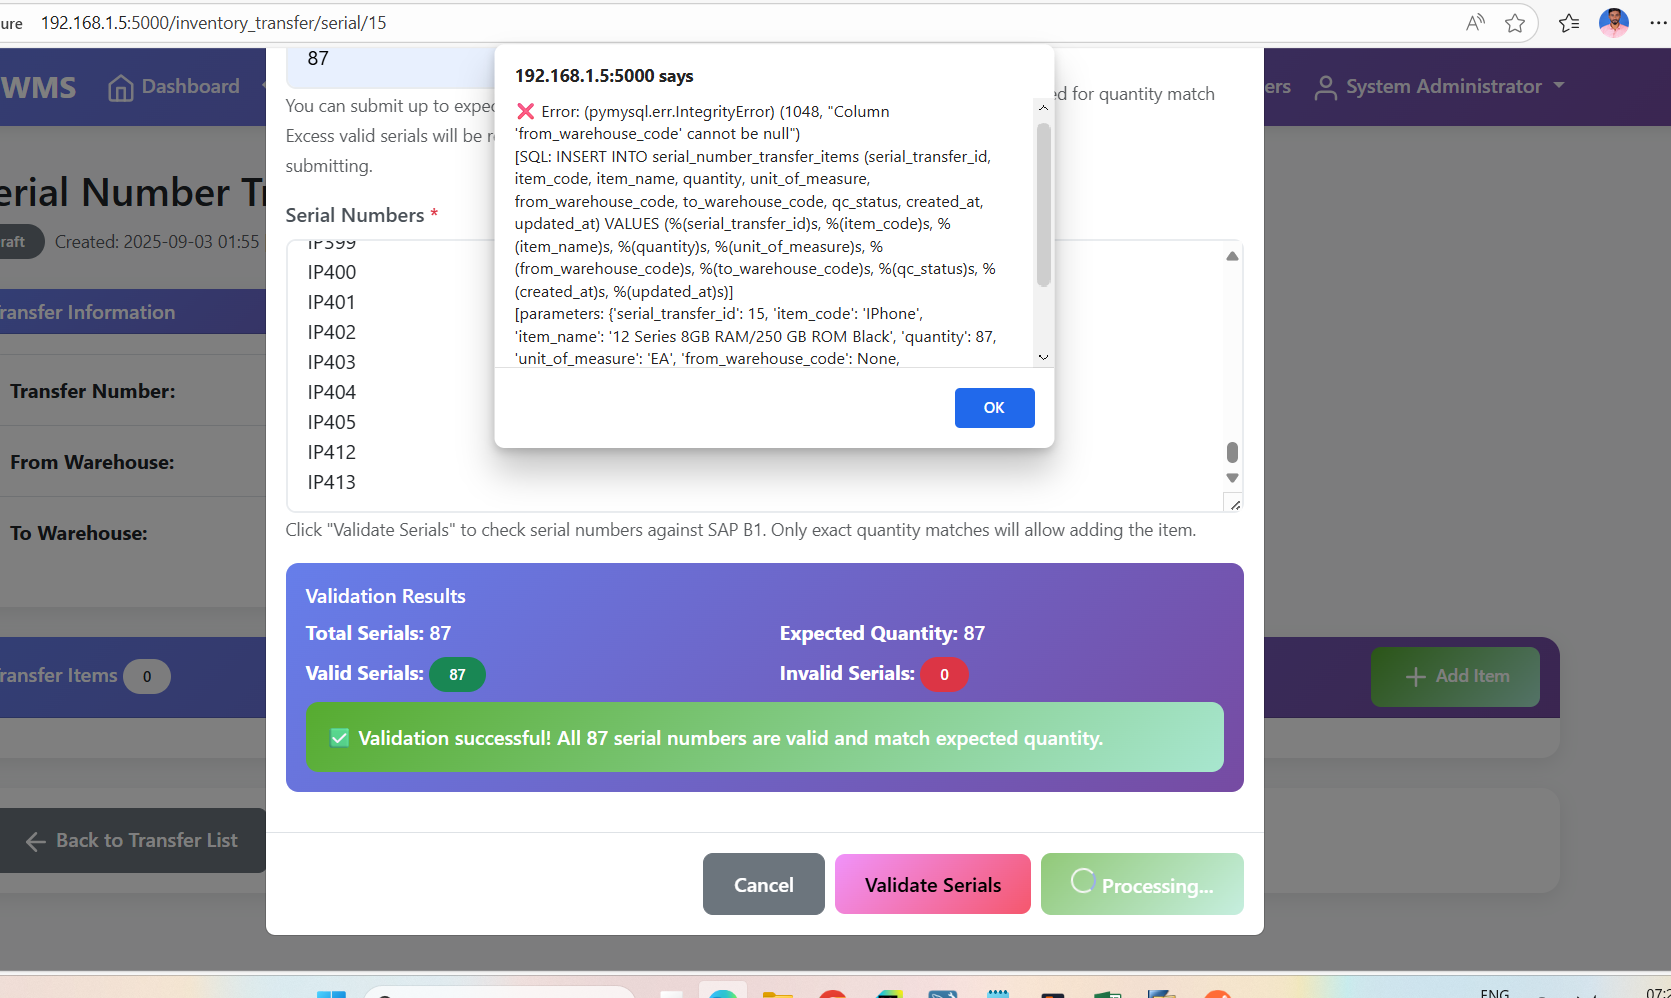 ure 192.168.1.5:5000/inventory_transfer/serial/15
WMS Dashboard
ers System Administrator
erial Number T
raft Created: 2025-09-03 01:55
ransfer Information
Transfer Number:
From Warehouse:
To Warehouse:
ransfer Items 0
Add Item
Back to Transfer List
87
You can submit up to expec
ed for quantity match
Excess valid serials will be r
submitting.
Serial Numbers *
IP399
IP400
IP401
IP402
IP403
IP404
IP405
IP412
IP413
Click "Validate Serials" to check serial numbers against SAP B1. Only exact quantity matches will allow adding the item.
Validation Results
Total Serials: 87 Expected Quantity: 87
Valid Serials: 87 Invalid Serials: 0
Validation successful! All 87 serial numbers are valid and match expected quantity.
Cancel Validate Serials Processing...
192.168.1.5:5000 says
❌ Error: (pymysql.err.IntegrityError) (1048, "Column
'from_warehouse_code' cannot be null")
[SQL: INSERT INTO serial_number_transfer_items (serial_transfer_id,
item_code, item_name, quantity, unit_of_measure,
from_warehouse_code, to_warehouse_code, qc_status, created_at,
updated_at) VALUES (%(serial_transfer_id)s, %(item_code)s, %
(item_name)s, %(quantity)s, %(unit_of_measure)s, %
(from_warehouse_code)s, %(to_warehouse_code)s, %(qc_status)s, %
(created_at)s, %(updated_at)s)]
[parameters: {'serial_transfer_id': 15, 'item_code': 'IPhone',
'item_name': '12 Series 8GB RAM/250 GB ROM Black', 'quantity': 87,
'unit_of_measure': 'EA', 'from_warehouse_code': None,
OK
ENG